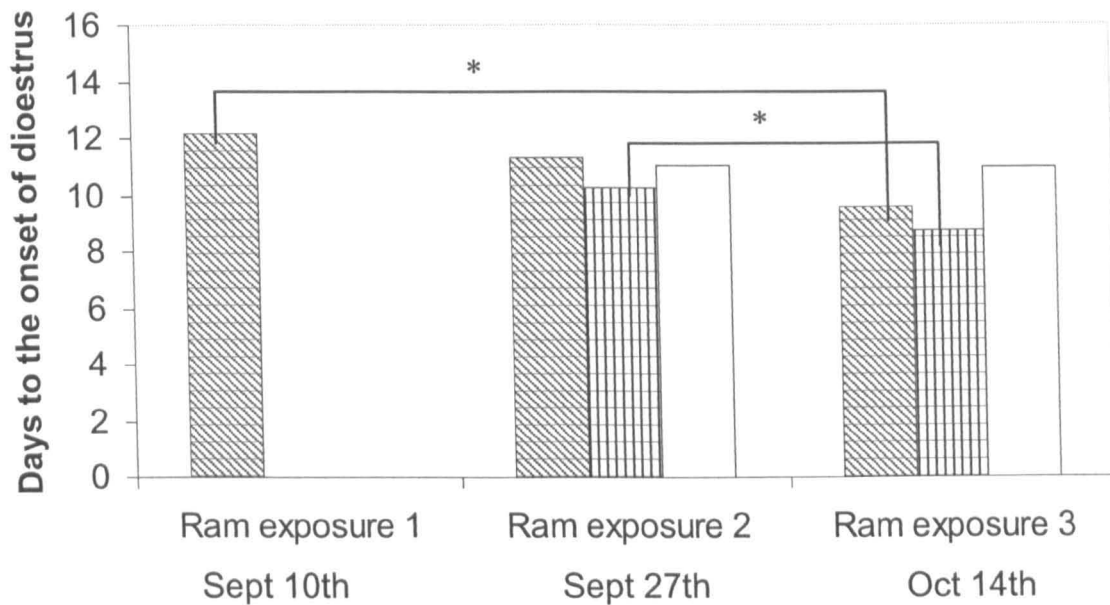 Days to the onset of dioestrus
16
14
12
10
8
6
4
2
0
*
*
Ram exposure 1
Ram exposure 2
Ram exposure 3
Sept 10th
Sept 27th
Oct 14th